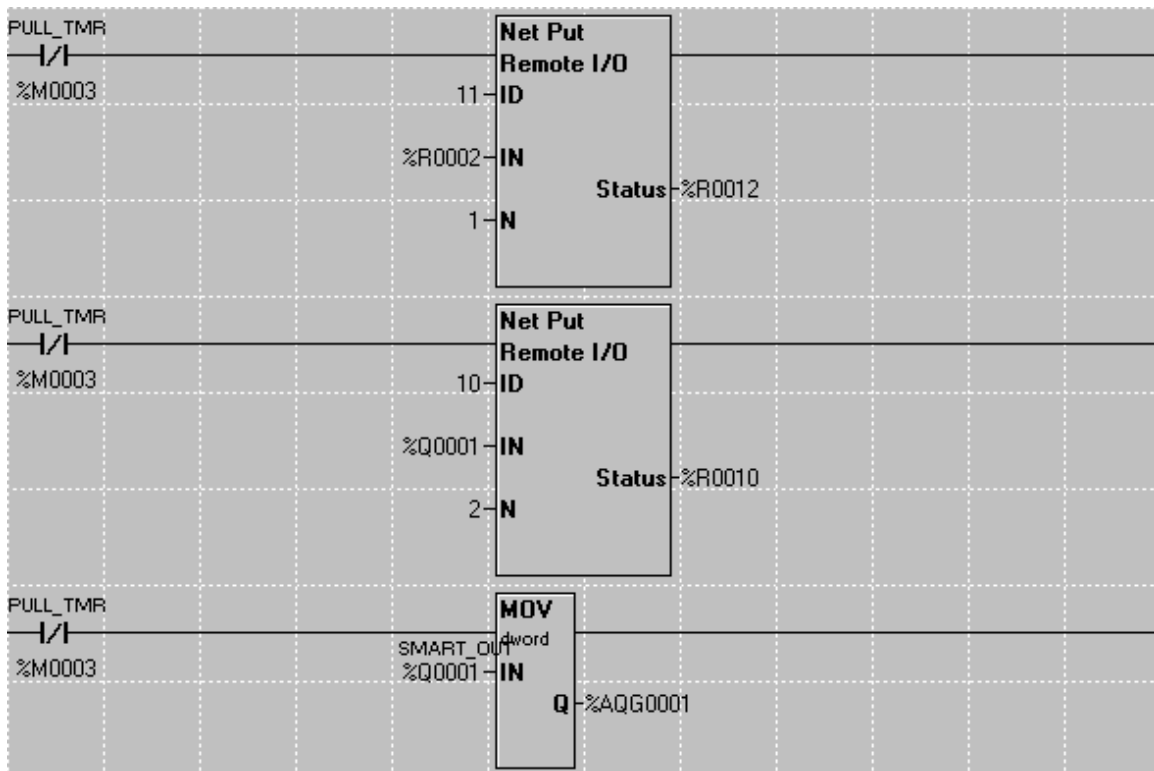 PULL_TMR
%M0003
Net Put
Remote I/O
11 ID
%R0002 IN
Status %R0012
1 N
PULL_TMR
%M0003
Net Put
Remote I/O
10 ID
%Q0001 IN
Status %R0010
2 N
PULL_TMR
%M0003
MOV
dword
SMART_OUT
%Q0001 IN
Q %AQG0001